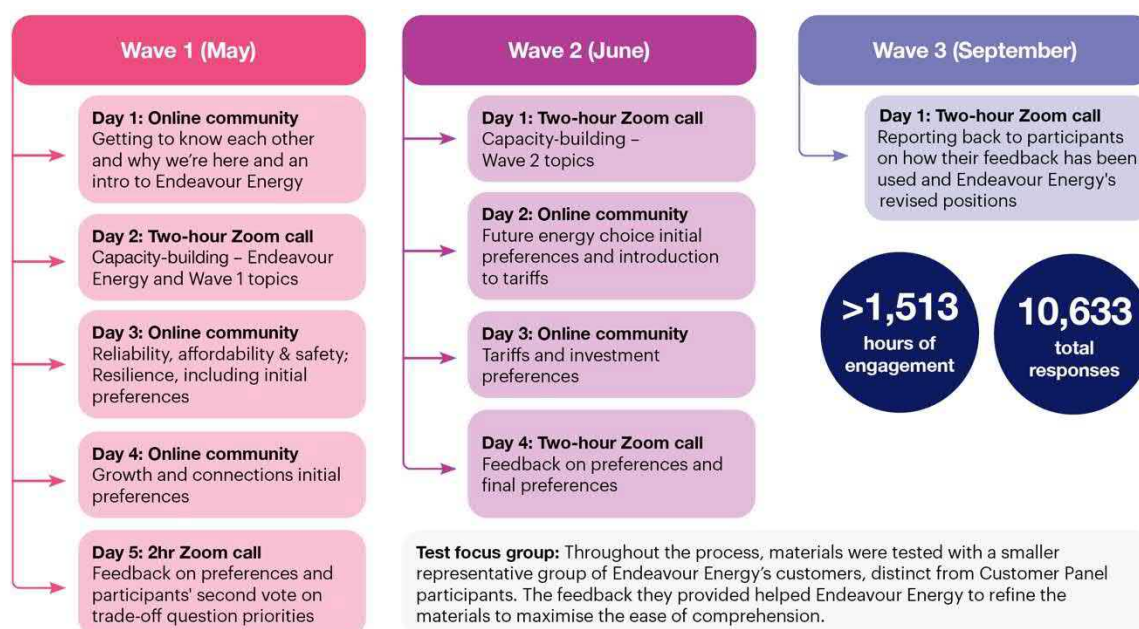 Wave 1 (May)
Day 1: Online community
Getting to know each other
and why we're here and an
intro to Endeavour Energy
Day 2: Two-hour Zoom call
Capacity-building – Endeavour
Energy and Wave 1 topics
Day 3: Online community
Reliability, affordability & safety;
Resilience, including initial
preferences
Day 4: Online community
Growth and connections initial
preferences
Day 5: 2hr Zoom call
Feedback on preferences and
participants' second vote on
trade-off question priorities
Wave 2 (June)
Day 1: Two-hour Zoom call
Capacity-building –
Wave 2 topics
Day 2: Online community
Future energy choice initial
preferences and introduction
to tariffs
Day 3: Online community
Tariffs and investment
preferences
Day 4: Two-hour Zoom call
Feedback on preferences and
final preferences
Wave 3 (September)
Day 1: Two-hour Zoom call
Reporting back to participants
on how their feedback has been
used and Endeavour Energy's
revised positions
>1,513
hours of
engagement
10,633
total
responses
Test focus group: Throughout the process, materials were tested with a smaller
representative group of Endeavour Energy's customers, distinct from Customer Panel
participants. The feedback they provided helped Endeavour Energy to refine the
materials to maximise the ease of comprehension.